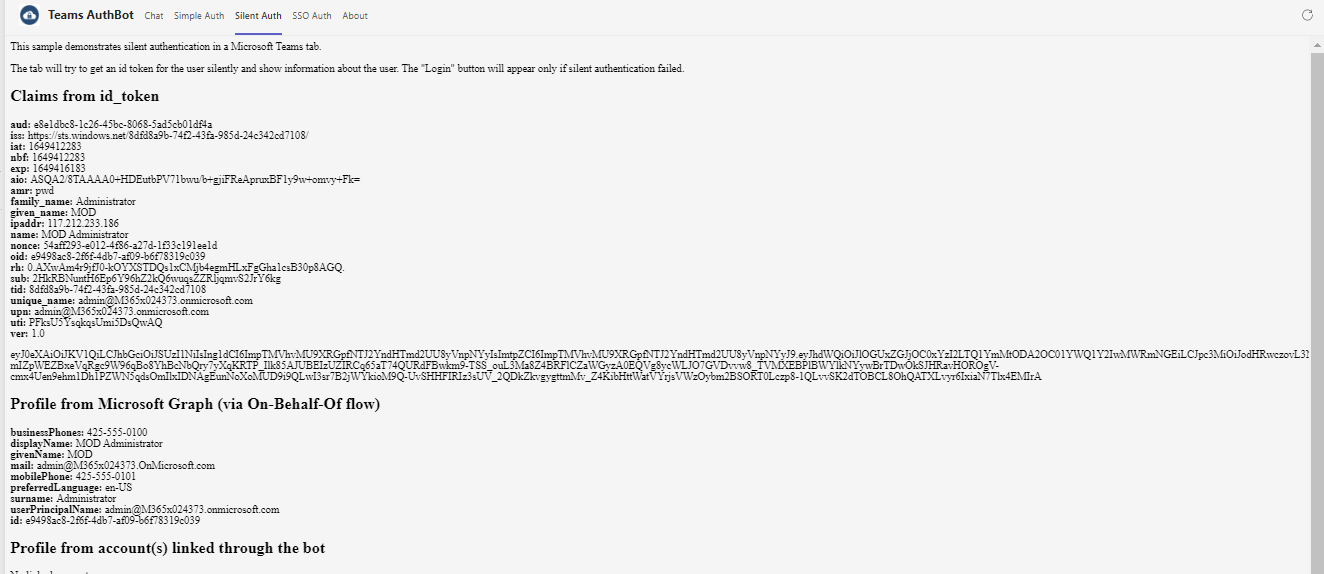 Teams AuthBot Chat Simple Auth Silent Auth SSO Auth About
This sample demonstrates silent authentication in a Microsoft Teams tab.
The tab will try to get an id token for the user silently and show information about the user. The "Login" button will appear only if silent authentication failed.
Claims from id_token
aud: e8e1dbc8-1c26-45bc-8068-5ad5cb01df4a
iss: https://sts.windows.net/8dfd8a9b-74f2-43fa-985d-24c342cd7108/
iat: 1649412283
nbf: 1649412283
exp: 1649416183
aio: ASQA2/8TAAAA0+HDEutbPV71bwu/b+gjiFReApruxBF1y9w+omvy+Fk=
amr: pwd
family_name: Administrator
given_name: MOD
ipaddr: 117.212.233.186
name: MOD Administrator
nonce: 54aff293-e012-4f86-a27d-1f33c191ee1d
oid: e9498ac8-2f6f-4db7-af09-b6f78319c039
rh: 0.AXwAm4r9jfJ0-kOYXSTDQs1xCMjb4egmHLxFgGha1csB30p8AGQ.
sub: 2HkRBNuntH6Ep6Y96hZ2kQ6wuqsZZRljqmvS2JrY6kg
tid: 8dfd8a9b-74f2-43fa-985d-24c342cd7108
unique_name: admin@M365x024373.onmicrosoft.com
upn: admin@M365x024373.onmicrosoft.com
uti: PFksU5YsqkqsUmi5DsQwAQ
ver: 1.0
Profile from Microsoft Graph (via On-Behalf-Of flow)
businessPhones: 425-555-0100
displayName: MOD Administrator
givenName: MOD
mail: admin@M365x024373.OnMicrosoft.com
mobilePhone: 425-555-0101
preferredLanguage: en-US
surname: Administrator
userPrincipalName: admin@M365x024373.onmicrosoft.com
id: e9498ac8-2f6f-4db7-af09-b6f78319c039
Profile from account(s) linked through the bot